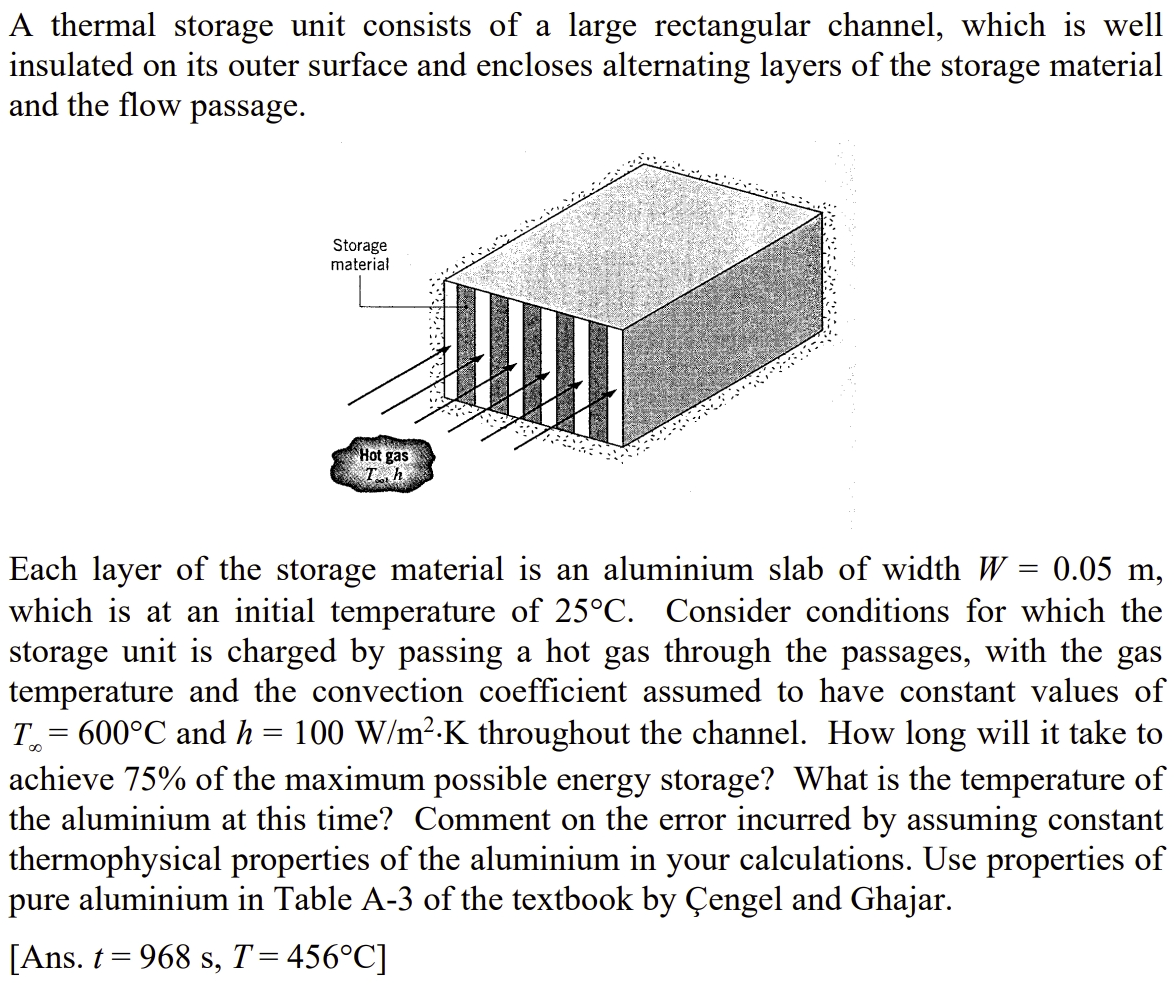 A thermal storage unit consists of a large rectangular channel, which is well
insulated on its outer surface and encloses alternating layers of the storage material
and the flow passage.
Storage
material
Hot gas
T∞, h
Each layer of the storage material is an aluminium slab of width W = 0.05 m,
which is at an initial temperature of 25°C. Consider conditions for which the
storage unit is charged by passing a hot gas through the passages, with the gas
temperature and the convection coefficient assumed to have constant values of
T∞ = 600°C and h = 100 W/m²·K throughout the channel. How long will it take to
achieve 75% of the maximum possible energy storage? What is the temperature of
the aluminium at this time? Comment on the error incurred by assuming constant
thermophysical properties of the aluminium in your calculations. Use properties of
pure aluminium in Table A-3 of the textbook by Çengel and Ghajar.
[Ans. t = 968 s, T = 456°C]